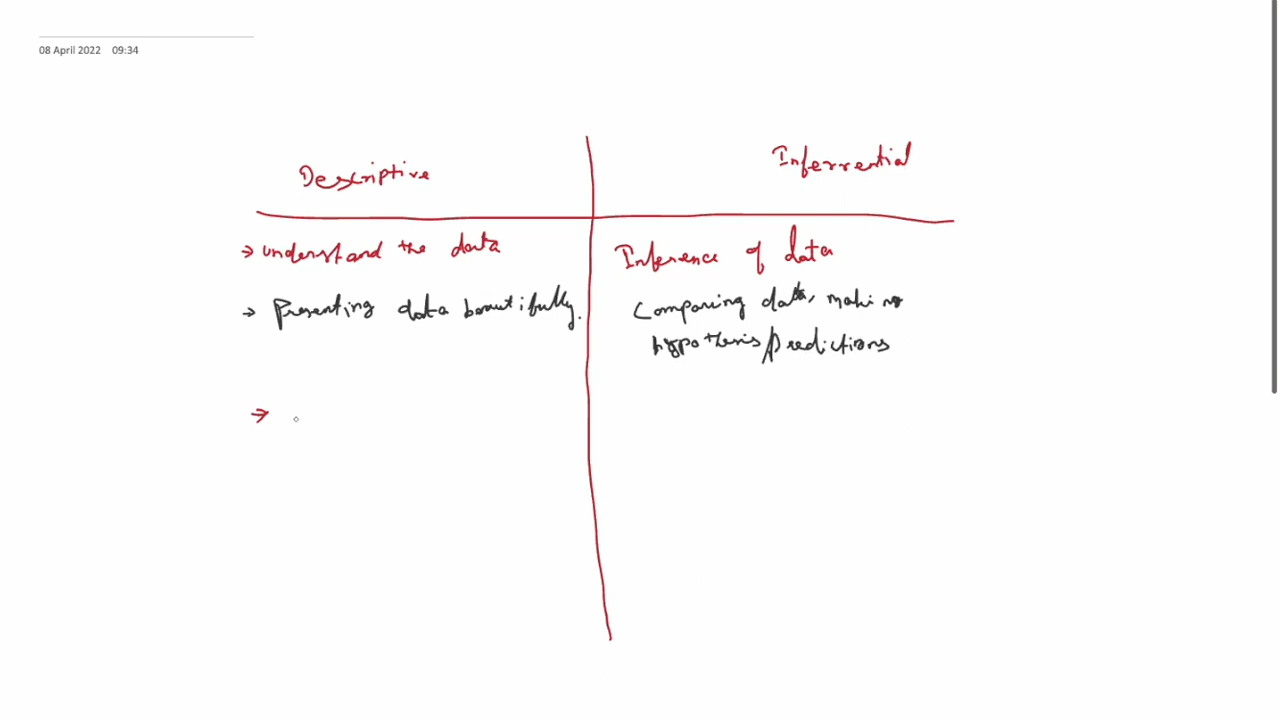 08 April 2022 09:34
Descriptive
Inferrential
→ understand the data
→ Presenting data beautifully.
→
Inference of data
Comparing data, making
hypothesis/predictions